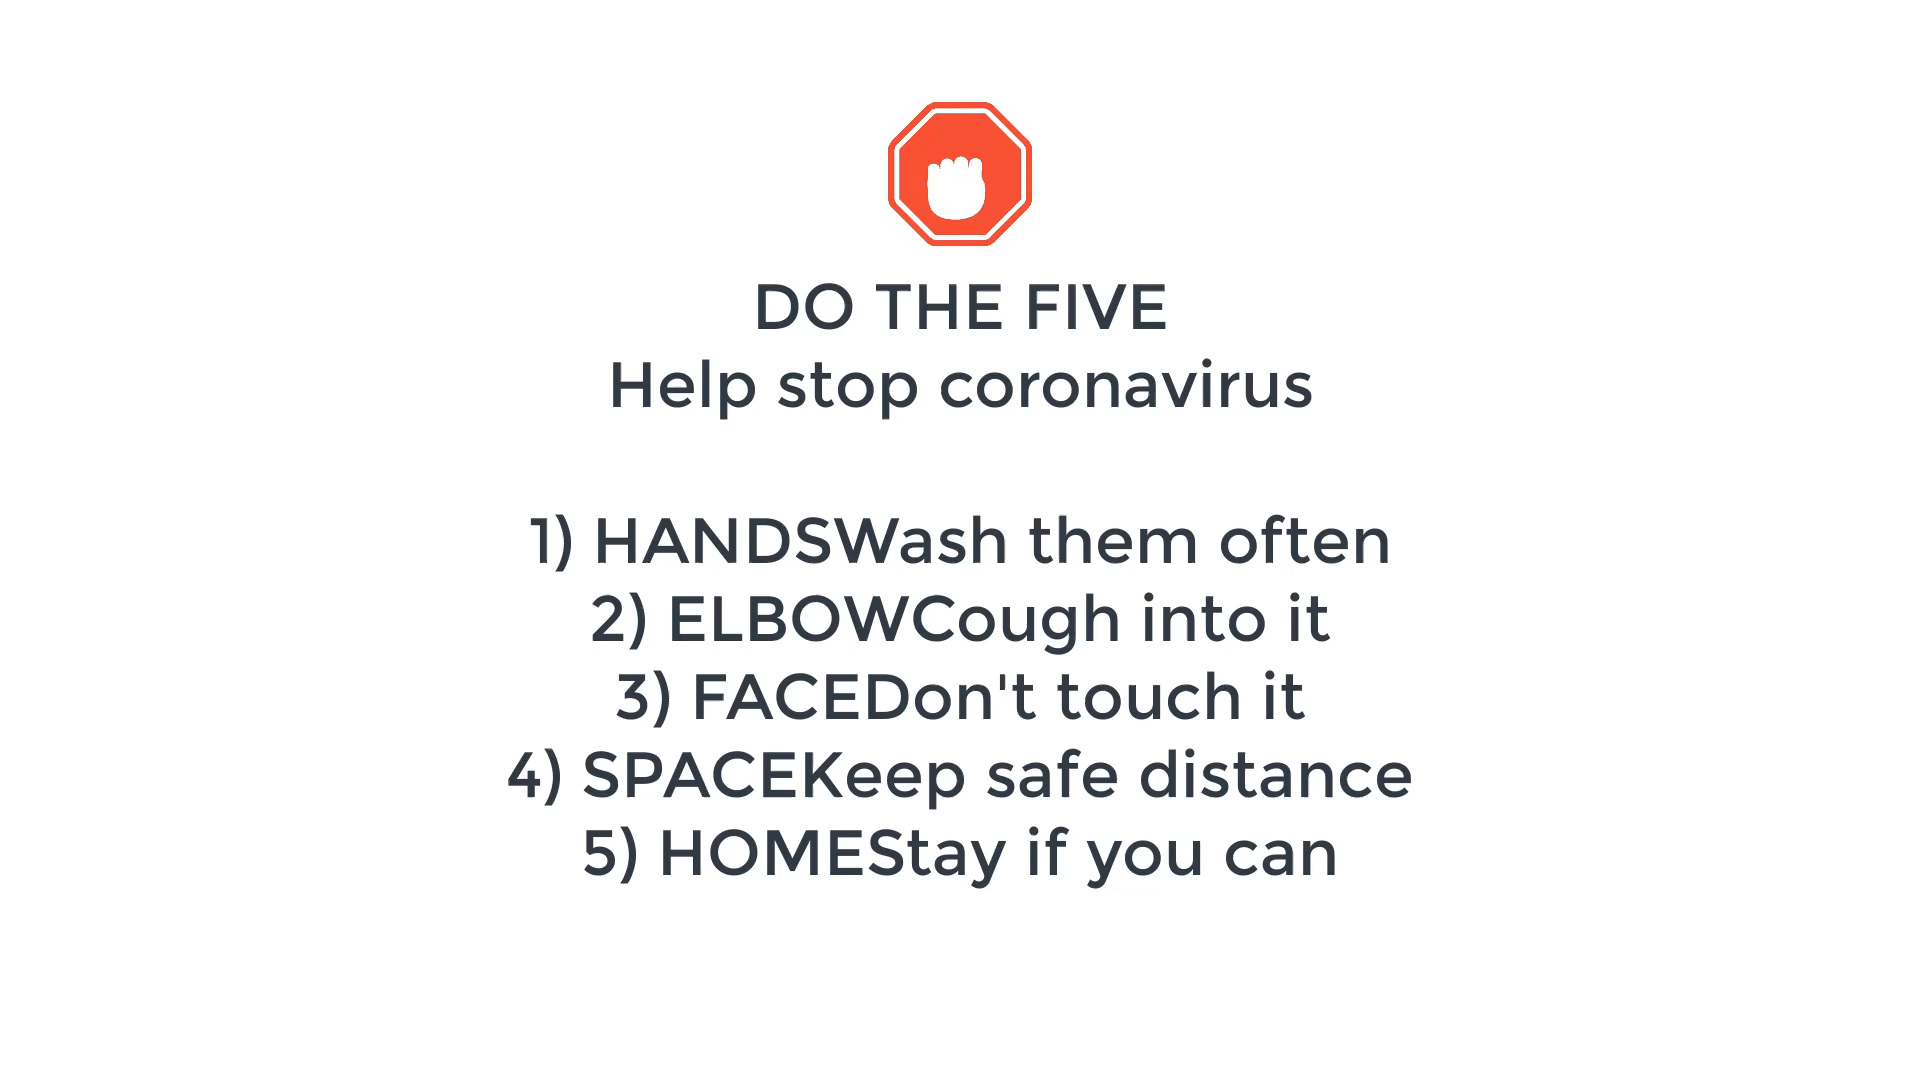 DO THE FIVE
Help stop coronavirus
1) HANDSWash them often
2) ELBOWCough into it
3) FACEDon't touch it
4) SPACEKeep safe distance
5) HOMEStay if you can